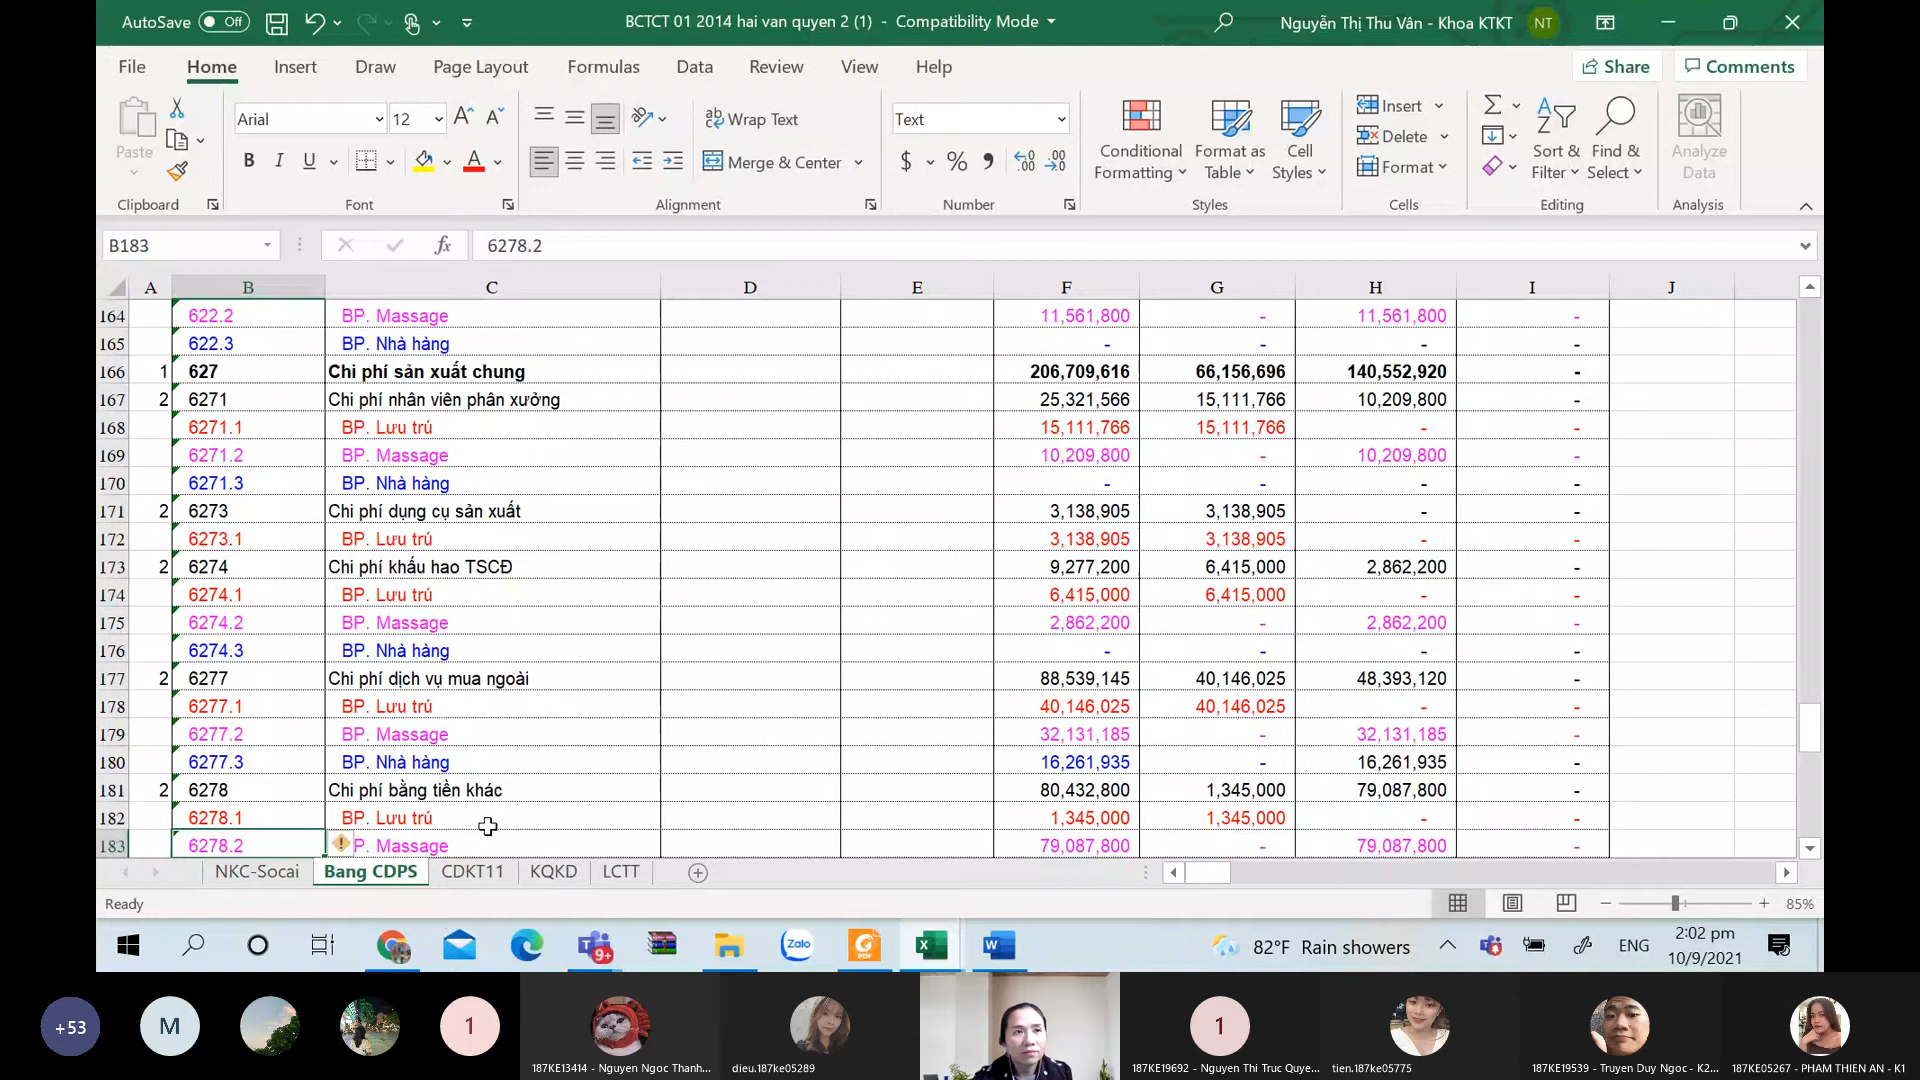 AutoSave Off BCTCT 01 2014 hai van quyen 2 (1) - Compatibility Mode Nguyễn Thị Thu Vân - Khoa KTKT NT
File Home Insert Draw Page Layout Formulas Data Review View Help Share Comments
Arial 12 Wrap Text Text Insert
Paste B I U Merge & Center $ % Conditional Formatting Format as Table Cell Styles Delete Format Sort & Filter Find & Select Analyze Data
Clipboard Font Alignment Number Styles Cells Editing Analysis
B183 fx 6278.2
A B C D E F G H I J
164 622.2 BP. Massage 11,561,800 - 11,561,800 -
165 622.3 BP. Nhà hàng - - - -
166 1 627 Chi phí sản xuất chung 206,709,616 66,156,696 140,552,920 -
167 2 6271 Chi phí nhân viên phân xưởng 25,321,566 15,111,766 10,209,800 -
168 6271.1 BP. Lưu trú 15,111,766 15,111,766 - -
169 6271.2 BP. Massage 10,209,800 - 10,209,800 -
170 6271.3 BP. Nhà hàng - - - -
171 2 6273 Chi phí dụng cụ sản xuất 3,138,905 3,138,905 - -
172 6273.1 BP. Lưu trú 3,138,905 3,138,905 - -
173 2 6274 Chi phí khấu hao TSCĐ 9,277,200 6,415,000 2,862,200 -
174 6274.1 BP. Lưu trú 6,415,000 6,415,000 - -
175 6274.2 BP. Massage 2,862,200 - 2,862,200 -
176 6274.3 BP. Nhà hàng - - - -
177 2 6277 Chi phí dịch vụ mua ngoài 88,539,145 40,146,025 48,393,120 -
178 6277.1 BP. Lưu trú 40,146,025 40,146,025 - -
179 6277.2 BP. Massage 32,131,185 - 32,131,185 -
180 6277.3 BP. Nhà hàng 16,261,935 - 16,261,935 -
181 2 6278 Chi phí bằng tiền khác 80,432,800 1,345,000 79,087,800 -
182 6278.1 BP. Lưu trú 1,345,000 1,345,000 - -
183 6278.2 P. Massage 79,087,800 - 79,087,800 -
NKC-Socai Bang CDPS CDKT11 KQKD LCTT
Ready 85%
9+ Zalo PDF 82°F Rain showers ENG 2:02 pm
10/9/2021
+53 M 1 1
187KE13414 - Nguyen Ngoc Thanh... dieu.187ke05289 187KE19692 - Nguyen Thi Truc Quye... tien.187ke05775 187KE19539 - Truyen Duy Ngoc - K2... 187KE05267 - PHAM THIEN AN - K1